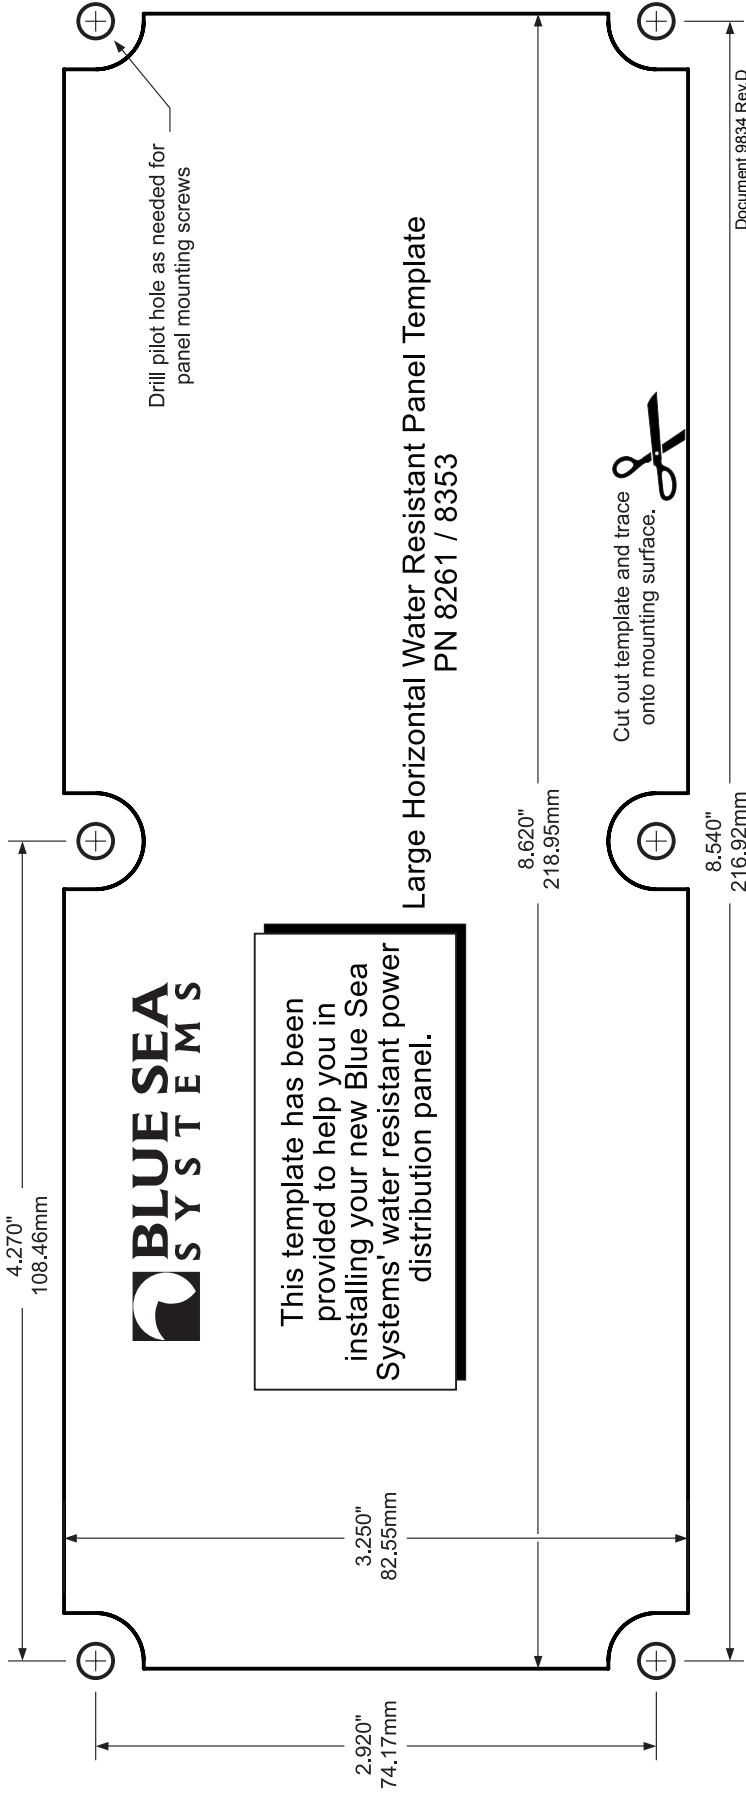 4.270"
108.46mm
Drill pilot hole as needed for
panel mounting screws
BLUE SEA
SYSTEMS
This template has been
provided to help you in
installing your new Blue Sea
Systems' water resistant power
distribution panel.
Large Horizontal Water Resistant Panel Template
PN 8261 / 8353
3.250"
82.55mm
2.920"
74.17mm
8.620"
218.95mm
Cut out template and trace
onto mounting surface.
8.540"
216.92mm
Document 9834 Rev.D